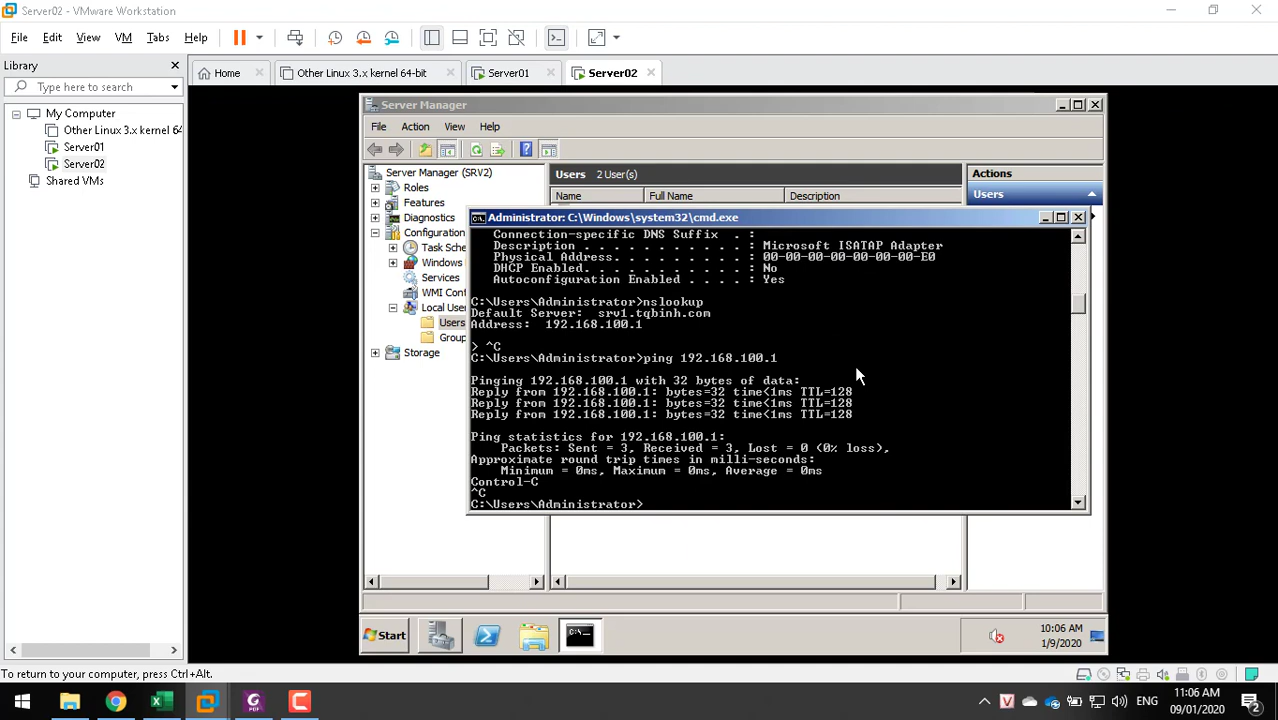 Server02 - VMware Workstation
File Edit View VM Tabs Help
Library
Type here to search
My Computer
Other Linux 3.x kernel 64
Server01
Server02
Shared VMs
Home
Other Linux 3.x kernel 64-bit
Server01
Server02
Server Manager
File Action View Help
Server Manager (SRV2)
Roles
Features
Diagnostics
Configuration
Task Sche
Windows
Services
WMI Cont
Local User
Users
Group
Storage
Users 2 User(s)
Name Full Name Description
Actions
Users
Administrator: C:\Windows\system32\cmd.exe
Connection-specific DNS Suffix . :
Description . . . . . . . . . . . : Microsoft ISATAP Adapter
Physical Address. . . . . . . . . : 00-00-00-00-00-00-00-E0
DHCP Enabled. . . . . . . . . . . : No
Autoconfiguration Enabled . . . . : Yes
C:\Users\Administrator>nslookup
Default Server: srv1.tqbinh.com
Address: 192.168.100.1
> ^C
C:\Users\Administrator>ping 192.168.100.1
Pinging 192.168.100.1 with 32 bytes of data:
Reply from 192.168.100.1: bytes=32 time<1ms TTL=128
Reply from 192.168.100.1: bytes=32 time<1ms TTL=128
Reply from 192.168.100.1: bytes=32 time<1ms TTL=128
Ping statistics for 192.168.100.1:
Packets: Sent = 3, Received = 3, Lost = 0 (0% loss),
Approximate round trip times in milli-seconds:
Minimum = 0ms, Maximum = 0ms, Average = 0ms
Control-C
^C
C:\Users\Administrator>
Start
10:06 AM
1/9/2020
To return to your computer, press Ctrl+Alt.
ENG
11:06 AM
09/01/2020
2